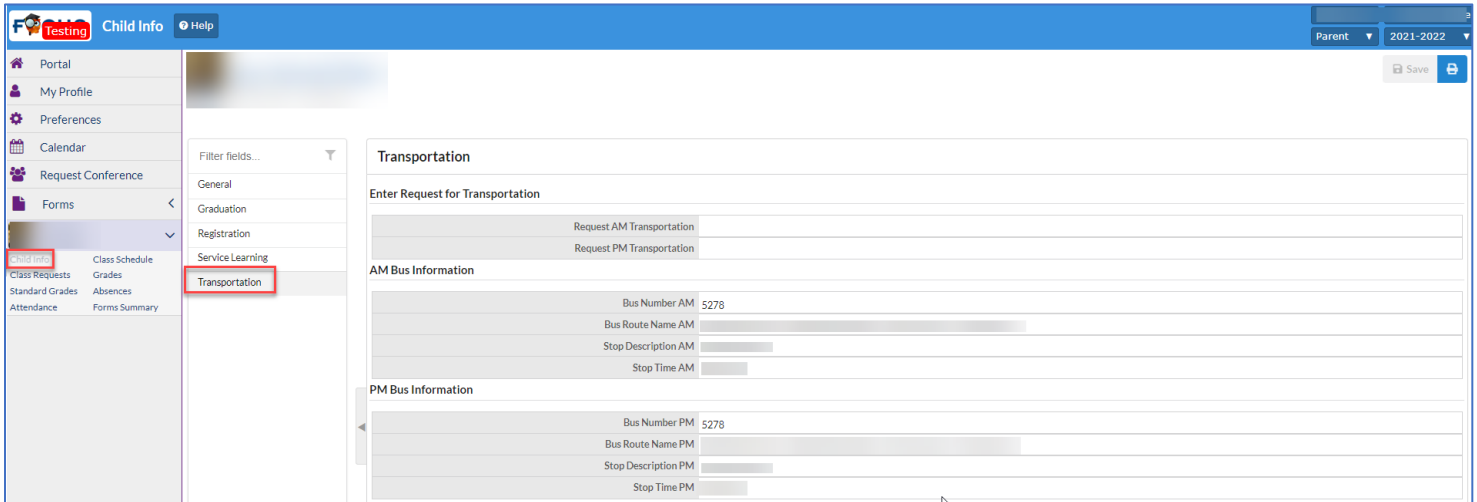 FOCUS Testing Child Info Help
Parent 2021-2022
Portal
My Profile
Preferences
Calendar
Request Conference
Forms
Child Info Class Schedule
Class Requests Grades
Standard Grades Absences
Attendance Forms Summary
Save
Filter fields...
General
Graduation
Registration
Service Learning
Transportation
Transportation
Enter Request for Transportation
Request AM Transportation
Request PM Transportation
AM Bus Information
Bus Number AM 5278
Bus Route Name AM
Stop Description AM
Stop Time AM
PM Bus Information
Bus Number PM 5278
Bus Route Name PM
Stop Description PM
Stop Time PM